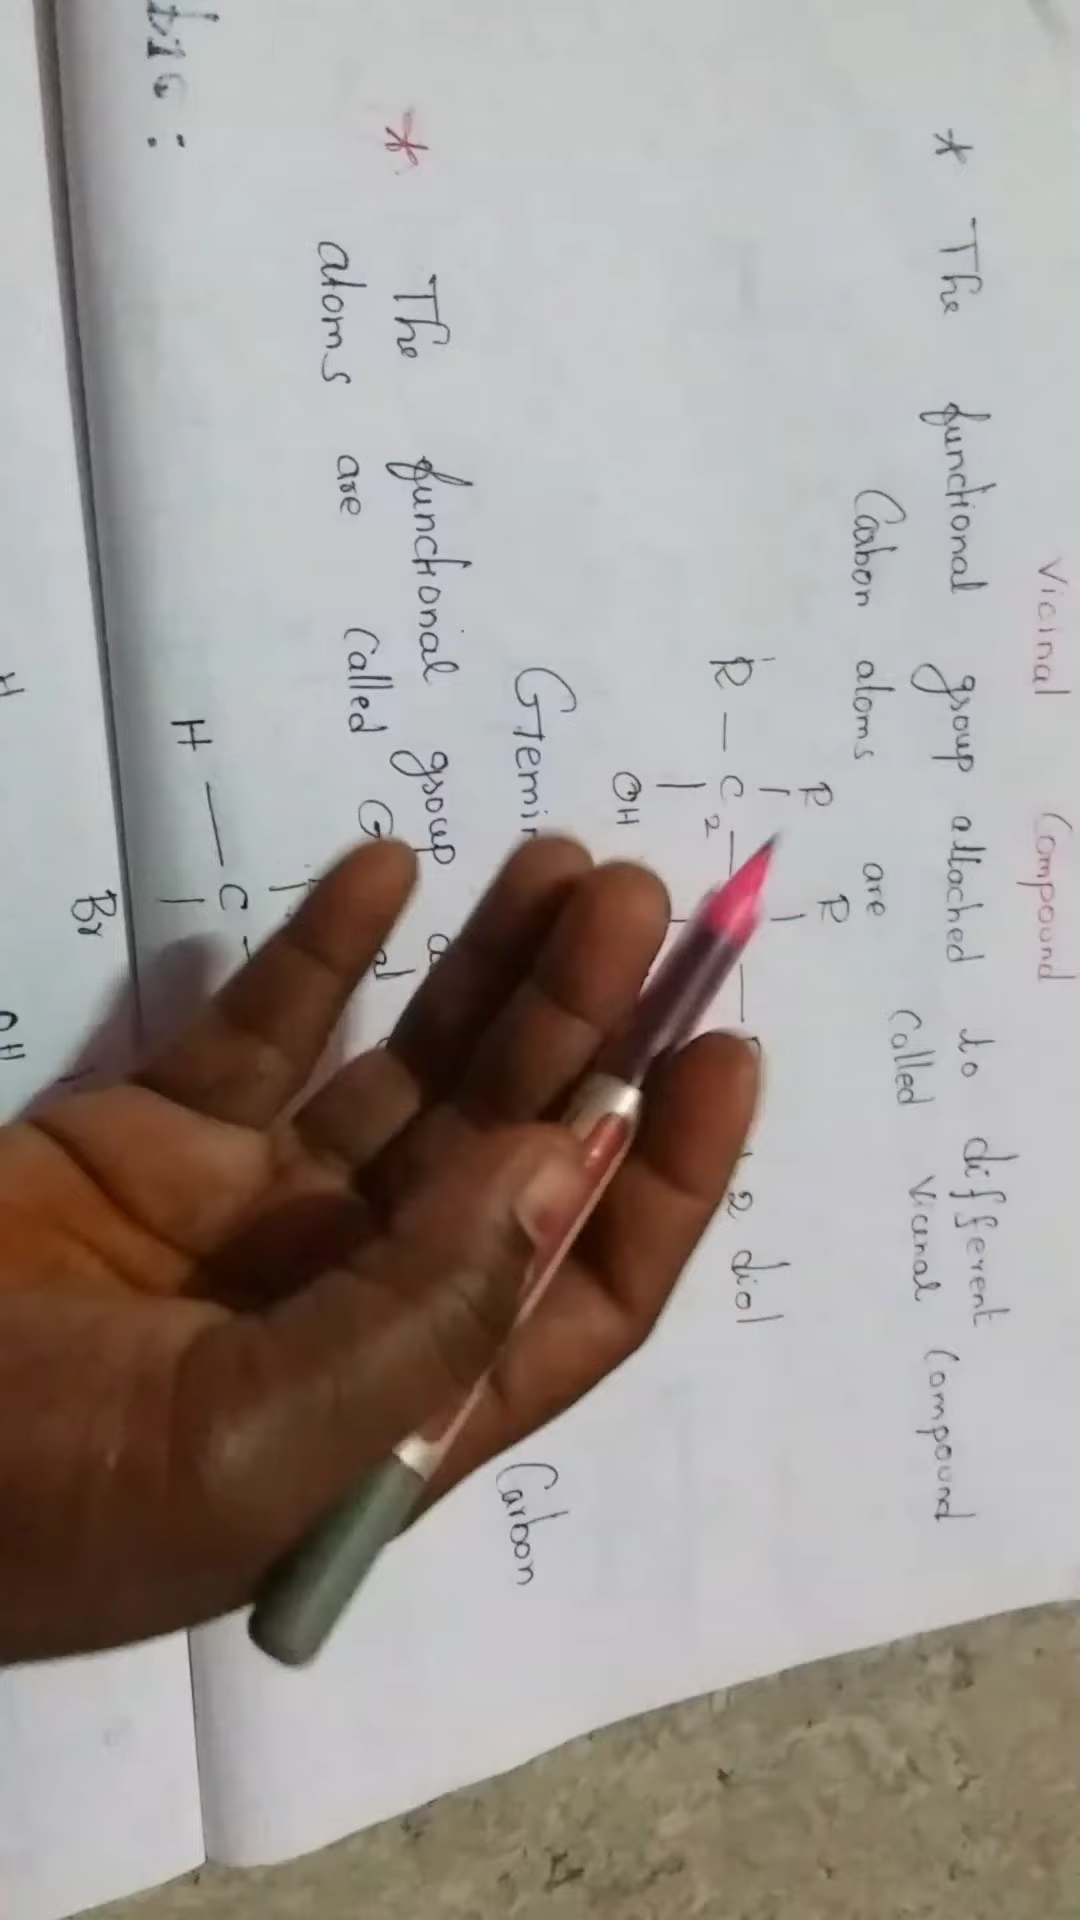 Vicinal Compound
* The functional group attached to different
Carbon atoms are called vicinal compound
R R
R — C —
2
OH
2 diol
Carbon
* The functional group
atoms are called
H — C —
Br
H OH